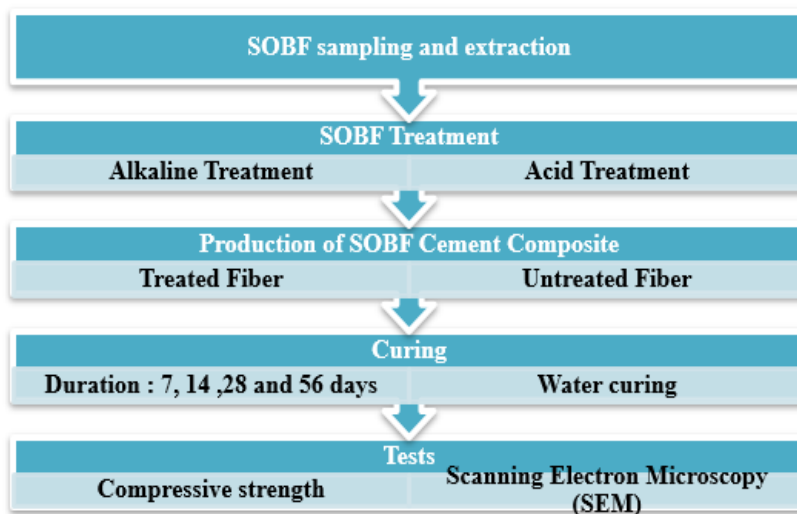 SOBF sampling and extraction
SOBF Treatment
Alkaline Treatment
Acid Treatment
Production of SOBF Cement Composite
Treated Fiber
Untreated Fiber
Curing
Duration : 7, 14 ,28 and 56 days
Water curing
Tests
Compressive strength
Scanning Electron Microscopy
(SEM)